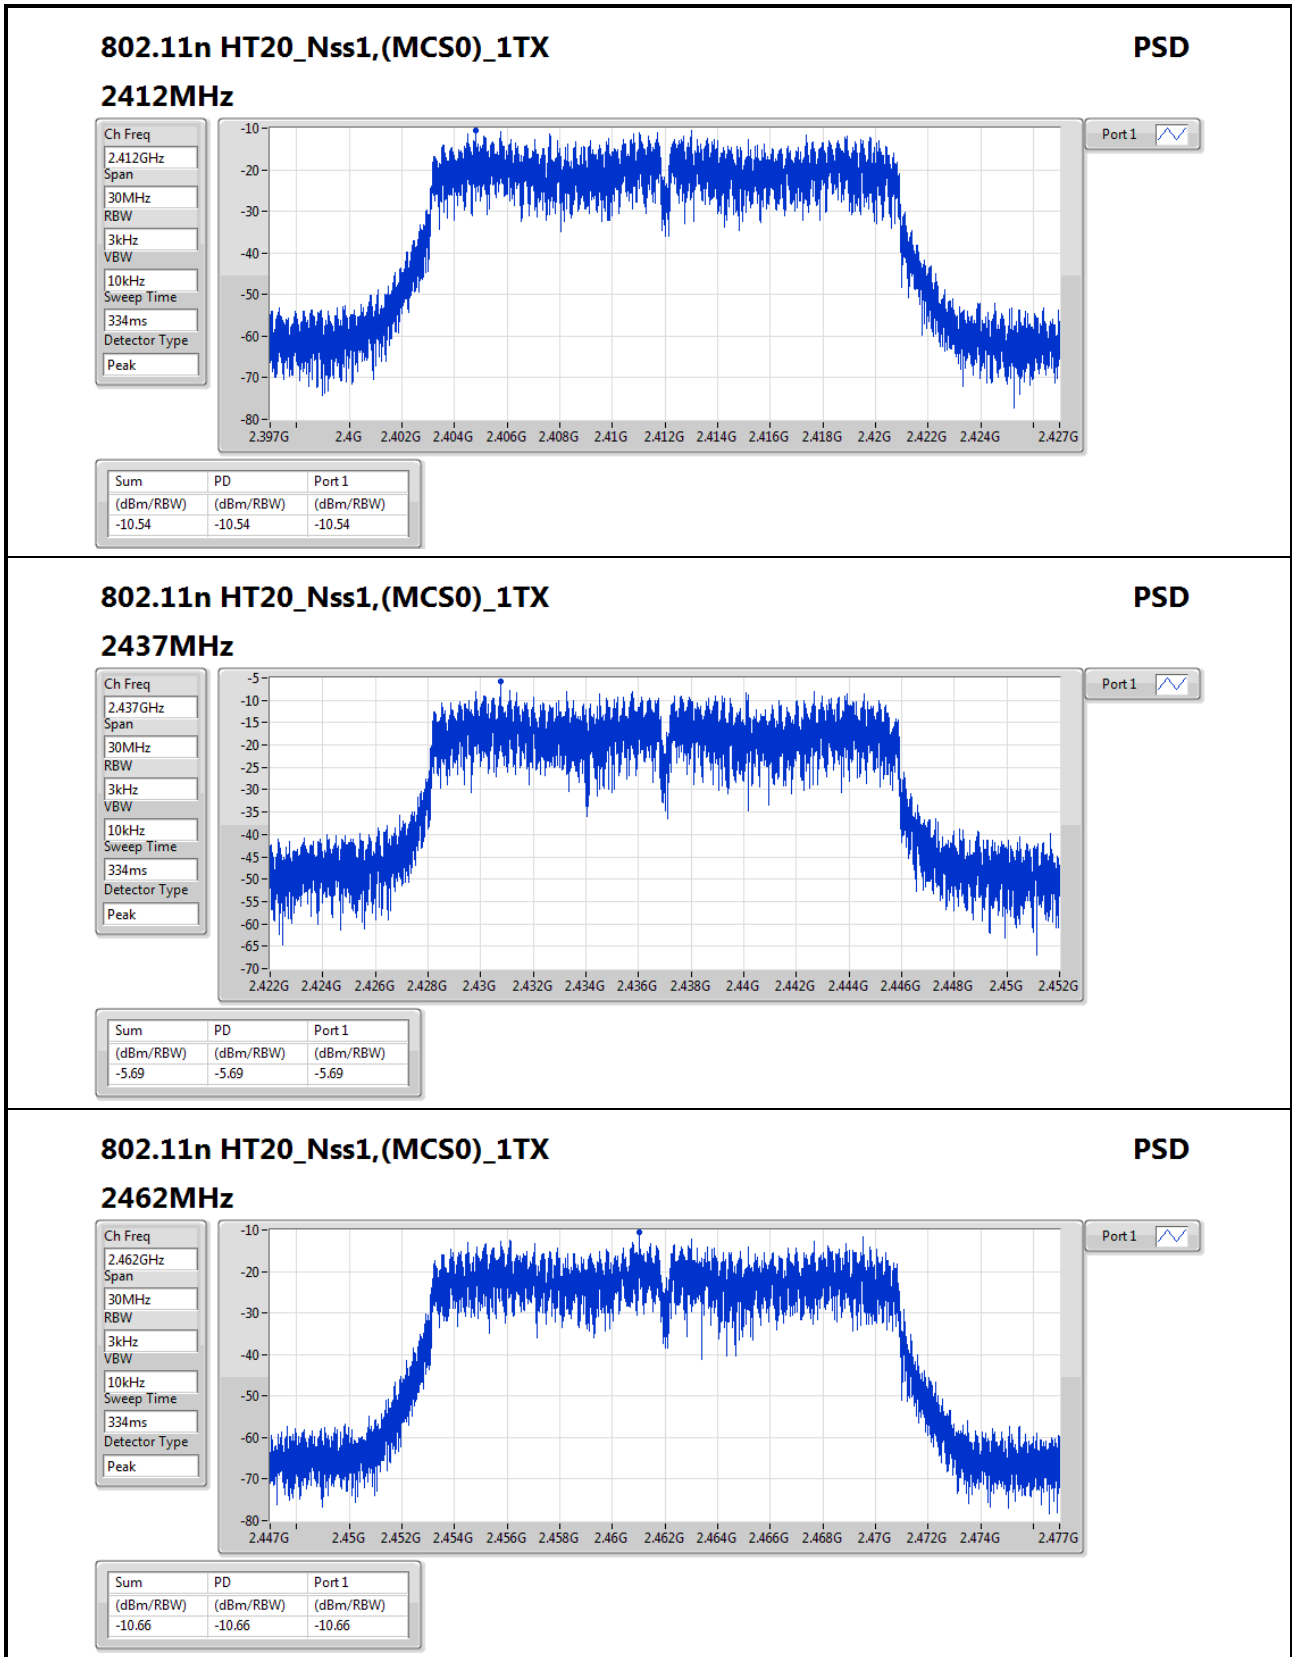 802.11n HT20_Nss1,(MCS0)_1TX PSD
2412MHz
Ch Freq
2.412GHz
Span
30MHz
RBW
3kHz
VBW
10kHz
Sweep Time
334ms
Detector Type
Peak
-10
-20
-30
-40
-50
-60
-70
-80
2.397G 2.4G 2.402G 2.404G 2.406G 2.408G 2.41G 2.412G 2.414G 2.416G 2.418G 2.42G 2.422G 2.424G 2.427G
Port 1
Sum PD Port 1
(dBm/RBW) (dBm/RBW) (dBm/RBW)
-10.54 -10.54 -10.54
802.11n HT20_Nss1,(MCS0)_1TX PSD
2437MHz
Ch Freq
2.437GHz
Span
30MHz
RBW
3kHz
VBW
10kHz
Sweep Time
334ms
Detector Type
Peak
-5
-10
-15
-20
-25
-30
-35
-40
-45
-50
-55
-60
-65
-70
2.422G 2.424G 2.426G 2.428G 2.43G 2.432G 2.434G 2.436G 2.438G 2.44G 2.442G 2.444G 2.446G 2.448G 2.45G 2.452G
Port 1
Sum PD Port 1
(dBm/RBW) (dBm/RBW) (dBm/RBW)
-5.69 -5.69 -5.69
802.11n HT20_Nss1,(MCS0)_1TX PSD
2462MHz
Ch Freq
2.462GHz
Span
30MHz
RBW
3kHz
VBW
10kHz
Sweep Time
334ms
Detector Type
Peak
-10
-20
-30
-40
-50
-60
-70
-80
2.447G 2.45G 2.452G 2.454G 2.456G 2.458G 2.46G 2.462G 2.464G 2.466G 2.468G 2.47G 2.472G 2.474G 2.477G
Port 1
Sum PD Port 1
(dBm/RBW) (dBm/RBW) (dBm/RBW)
-10.66 -10.66 -10.66